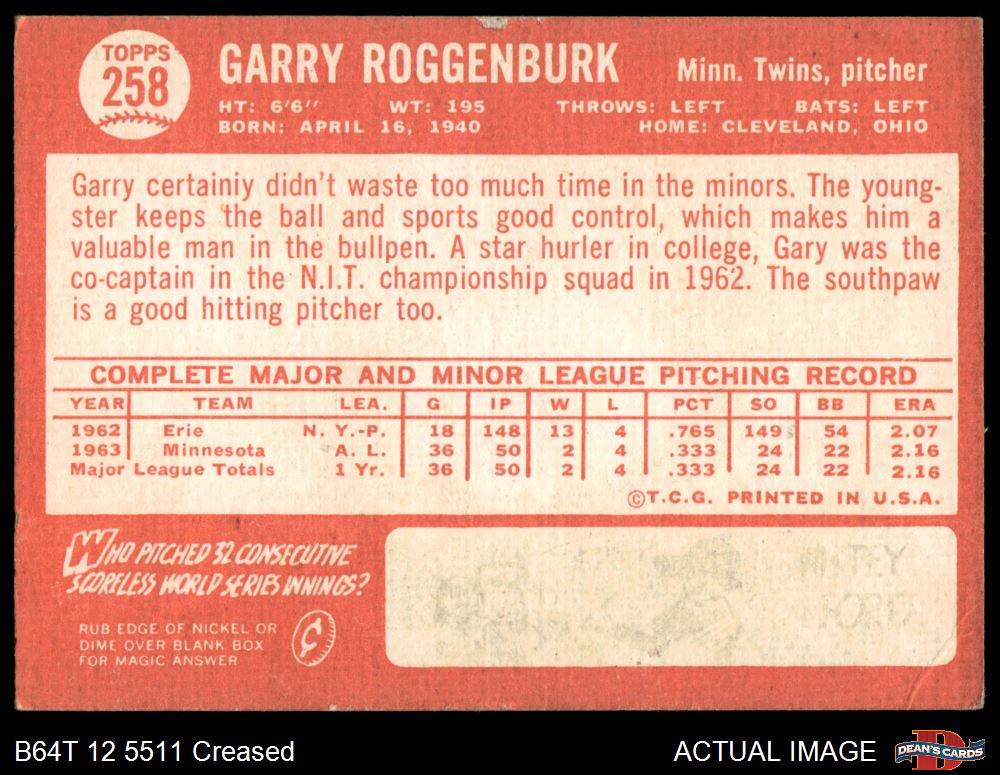 TOPPS
258
GARRY ROGGENBURK
Minn. Twins, pitcher
HT: 6'6" WT: 195 THROWS: LEFT BATS: LEFT
BORN: APRIL 16, 1940 HOME: CLEVELAND, OHIO
Garry certainiy didn't waste too much time in the minors. The young-
ster keeps the ball and sports good control, which makes him a
valuable man in the bullpen. A star hurler in college, Gary was the
co-captain in the N.I.T. championship squad in 1962. The southpaw
is a good hitting pitcher too.
COMPLETE MAJOR AND MINOR LEAGUE PITCHING RECORD
YEAR TEAM LEA. G IP W L PCT SO BB ERA
1962 Erie N. Y.-P. 18 148 13 4 .765 149 54 2.07
1963 Minnesota A. L. 36 50 2 4 .333 24 22 2.16
Major League Totals 1 Yr. 36 50 2 4 .333 24 22 2.16
©T.C.G. PRINTED IN U.S.A.
WHO PITCHED 32 CONSECUTIVE
SCORELESS WORLD SERIES INNINGS?
RUB EDGE OF NICKEL OR
DIME OVER BLANK BOX
FOR MAGIC ANSWER
B64T 12 5511 Creased
ACTUAL IMAGE
DEAN'S CARDS